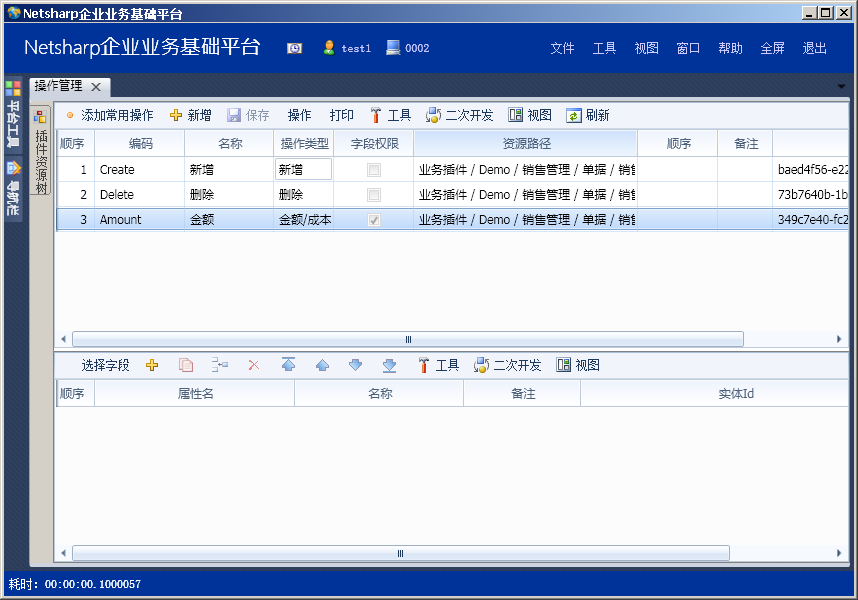 Netsharp企业业务基础平台
Netsharp企业业务基础平台 test1 0002 文件 工具 视图 窗口 帮助 全屏 退出
平台工具
导航栏
操作管理
插件资源树
添加常用操作 新增 保存 操作 打印 工具 二次开发 视图 刷新
顺序 编码 名称 操作类型 字段权限 资源路径 顺序 备注
1 Create 新增 新增 业务插件 / Demo / 销售管理 / 单据 / 销售 baed4f56-e22
2 Delete 删除 删除 业务插件 / Demo / 销售管理 / 单据 / 销售 73b7640b-1b
3 Amount 金额 金额/成本 业务插件 / Demo / 销售管理 / 单据 / 销售 349c7e40-fc2
选择字段 工具 二次开发 视图
顺序 属性名 名称 备注 实体Id
耗时：00:00:00.1000057